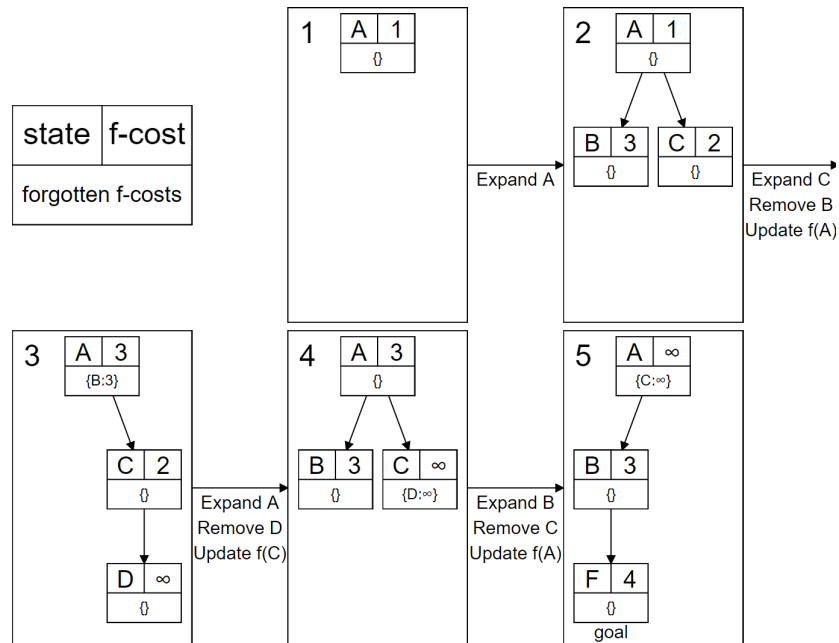 state f-cost
forgotten f-costs
1
A 1
{}
Expand A
2
A 1
{}
B 3
{}
C 2
{}
Expand C
Remove B
Update f(A)
3
A 3
{B:3}
C 2
{}
D ∞
{}
Expand A
Remove D
Update f(C)
4
A 3
{}
B 3
{}
C ∞
{D:∞}
Expand B
Remove C
Update f(A)
5
A ∞
{C:∞}
B 3
{}
F 4
{}
goal